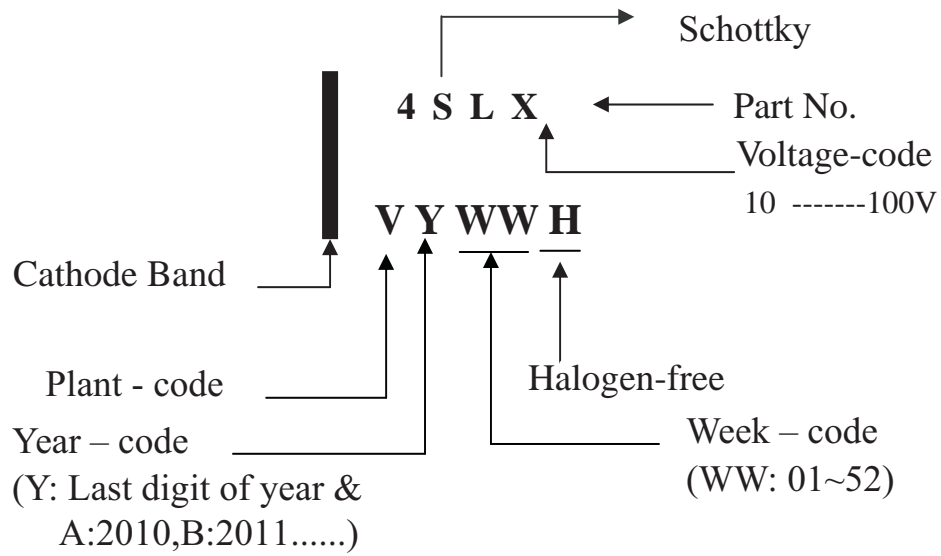 Schottky
4 S L X
Part No.
Voltage-code
10 -------100V
V Y WW H
Cathode Band
Plant - code
Halogen-free
Year – code
Week – code
(Y: Last digit of year &
(WW: 01~52)
A:2010,B:2011......)